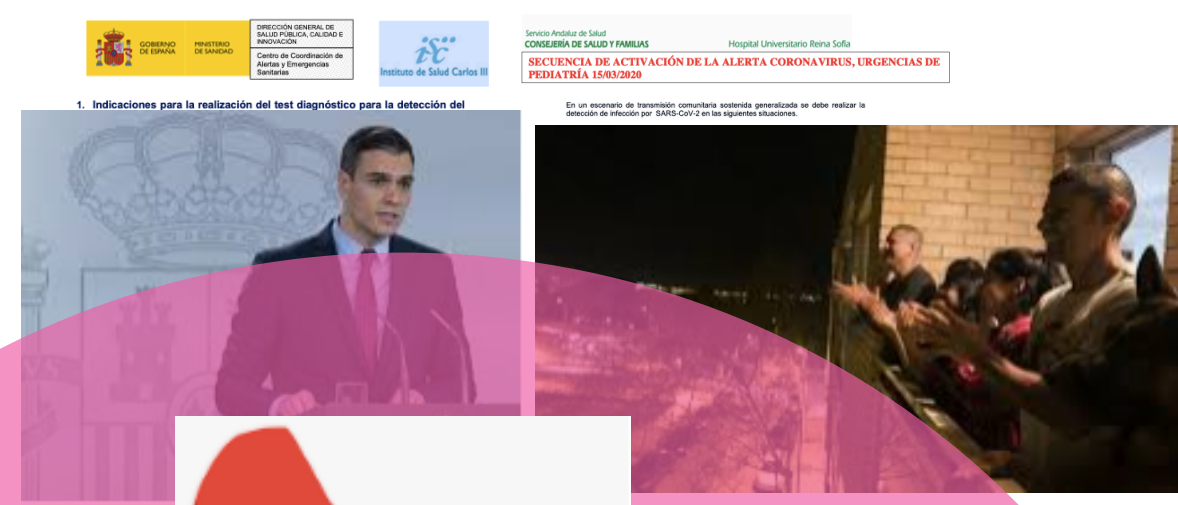 GOBIERNO
DE ESPAÑA
MINISTERIO
DE SANIDAD
DIRECCIÓN GENERAL DE
SALUD PÚBLICA, CALIDAD E
INNOVACIÓN
Centro de Coordinación de
Alertas y Emergencias
Sanitarias
isc
Instituto de Salud Carlos III
Servicio Andaluz de Salud
CONSEJERÍA DE SALUD Y FAMILIAS
Hospital Universitario Reina Sofia
SECUENCIA DE ACTIVACIÓN DE LA ALERTA CORONAVIRUS, URGENCIAS DE
PEDIATRÍA 15/03/2020
1. Indicaciones para la realización del test diagnóstico para la detección del
En un escenario de transmisión comunitaria sostenida generalizada se debe realizar la
detección de infección por SARS-CoV-2 en las siguientes situaciones.